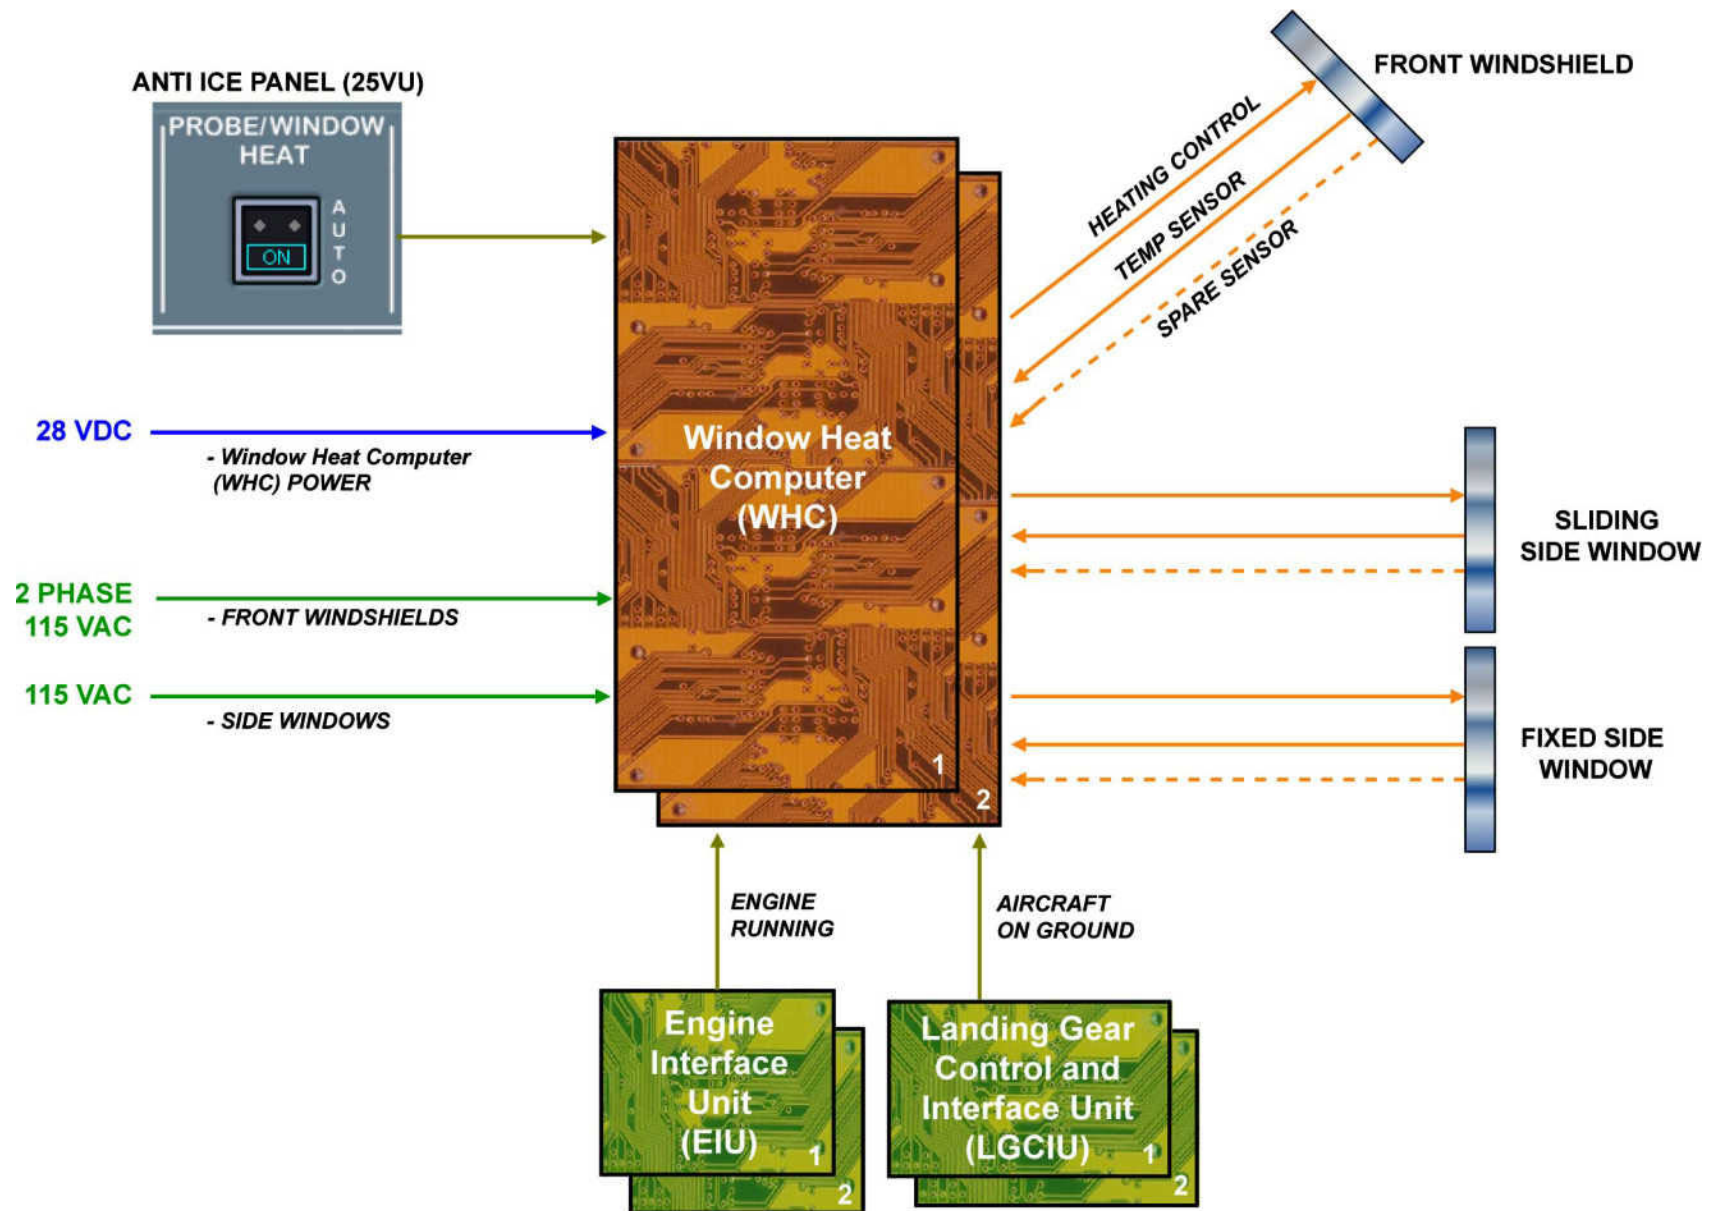 ANTI ICE PANEL (25VU)
PROBE/WINDOW
HEAT
ON
A
U
T
O
28 VDC
- Window Heat Computer
(WHC) POWER
2 PHASE
115 VAC
- FRONT WINDSHIELDS
115 VAC
- SIDE WINDOWS
Window Heat
Computer
(WHC)
1
2
FRONT WINDSHIELD
HEATING CONTROL
TEMP SENSOR
SPARE SENSOR
SLIDING
SIDE WINDOW
FIXED SIDE
WINDOW
ENGINE
RUNNING
AIRCRAFT
ON GROUND
Engine
Interface
Unit
(EIU)
1
2
Landing Gear
Control and
Interface Unit
(LGCIU)
1
2